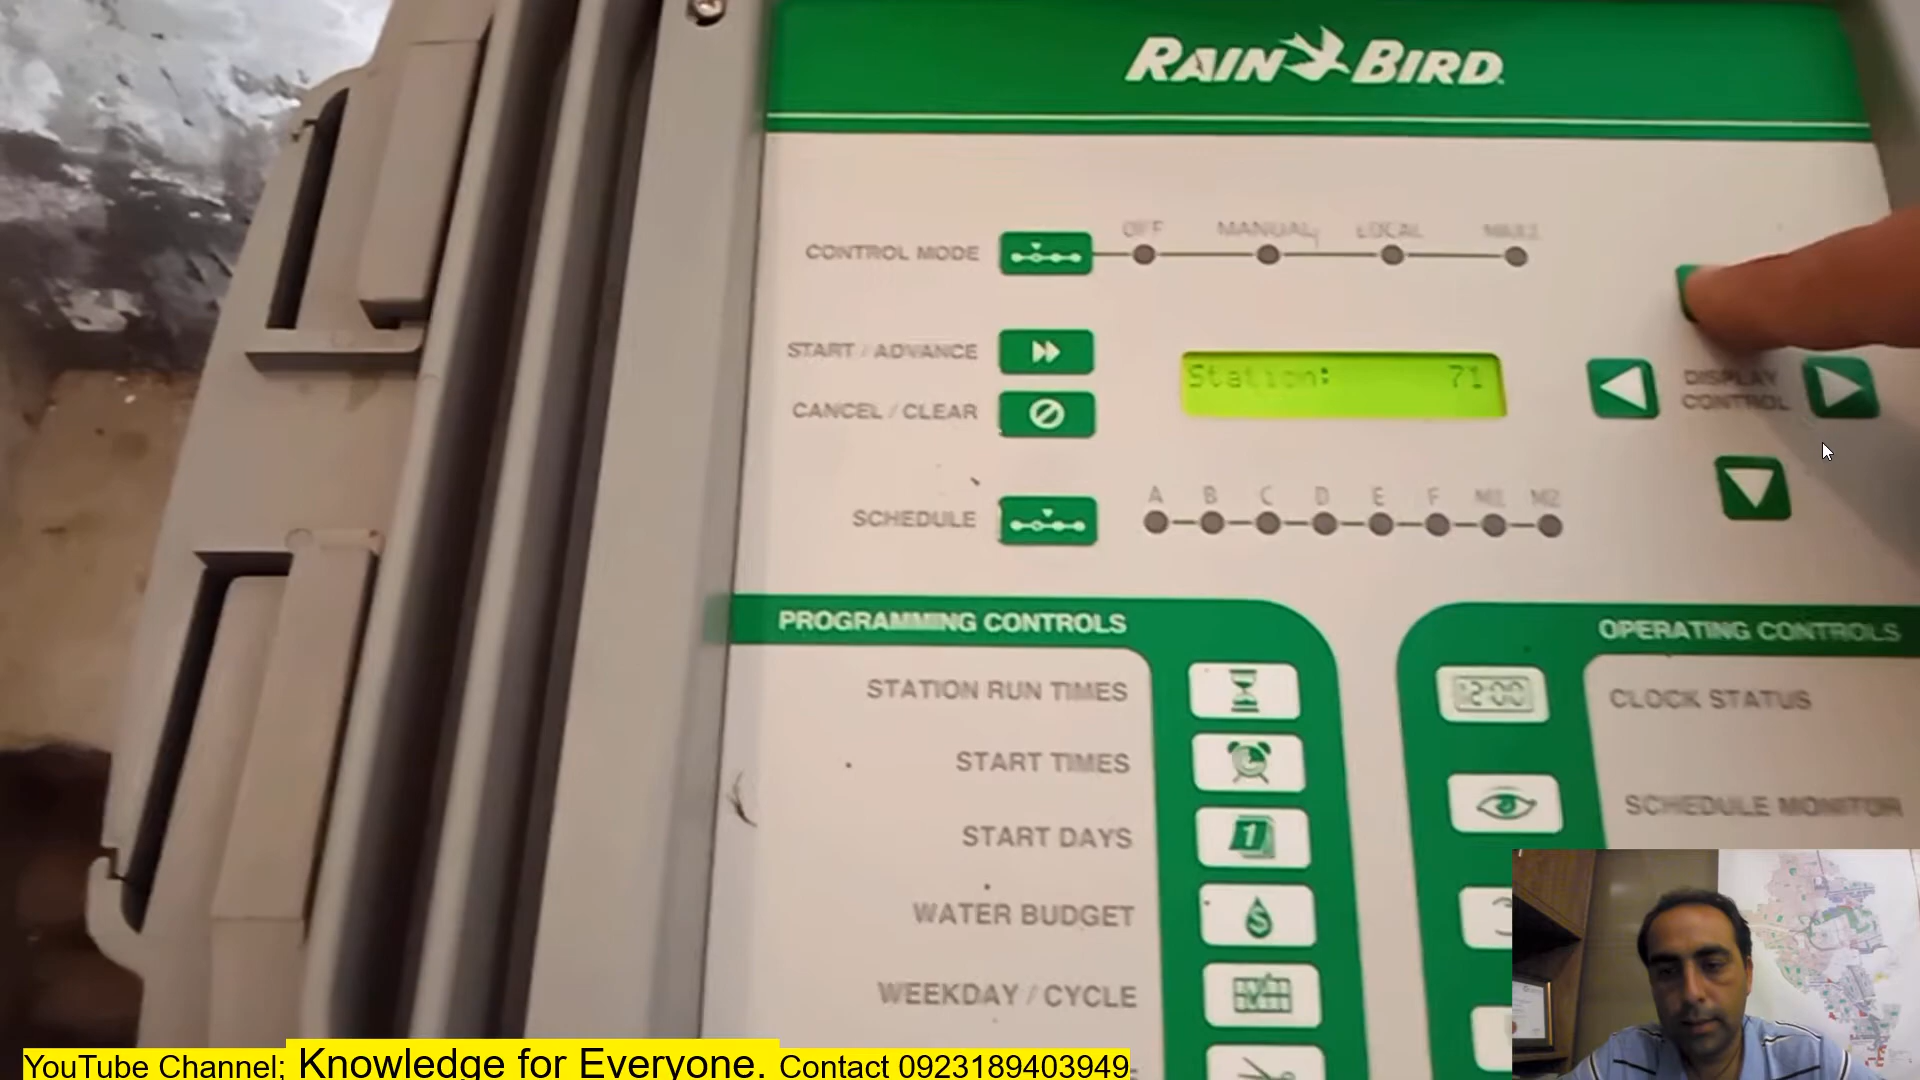 RAIN BIRD
CONTROL MODE
OFF MANUAL LOCAL MAXI
START / ADVANCE
Station: 71
DISPLAY
CONTROL
CANCEL / CLEAR
A B C D E F M1 M2
SCHEDULE
PROGRAMMING CONTROLS
OPERATING CONTROLS
STATION RUN TIMES
12:00
CLOCK STATUS
START TIMES
START DAYS
1
SCHEDULE MONITOR
WATER BUDGET
WEEKDAY / CYCLE
YouTube Channel; Knowledge for Everyone. Contact 0923189403949